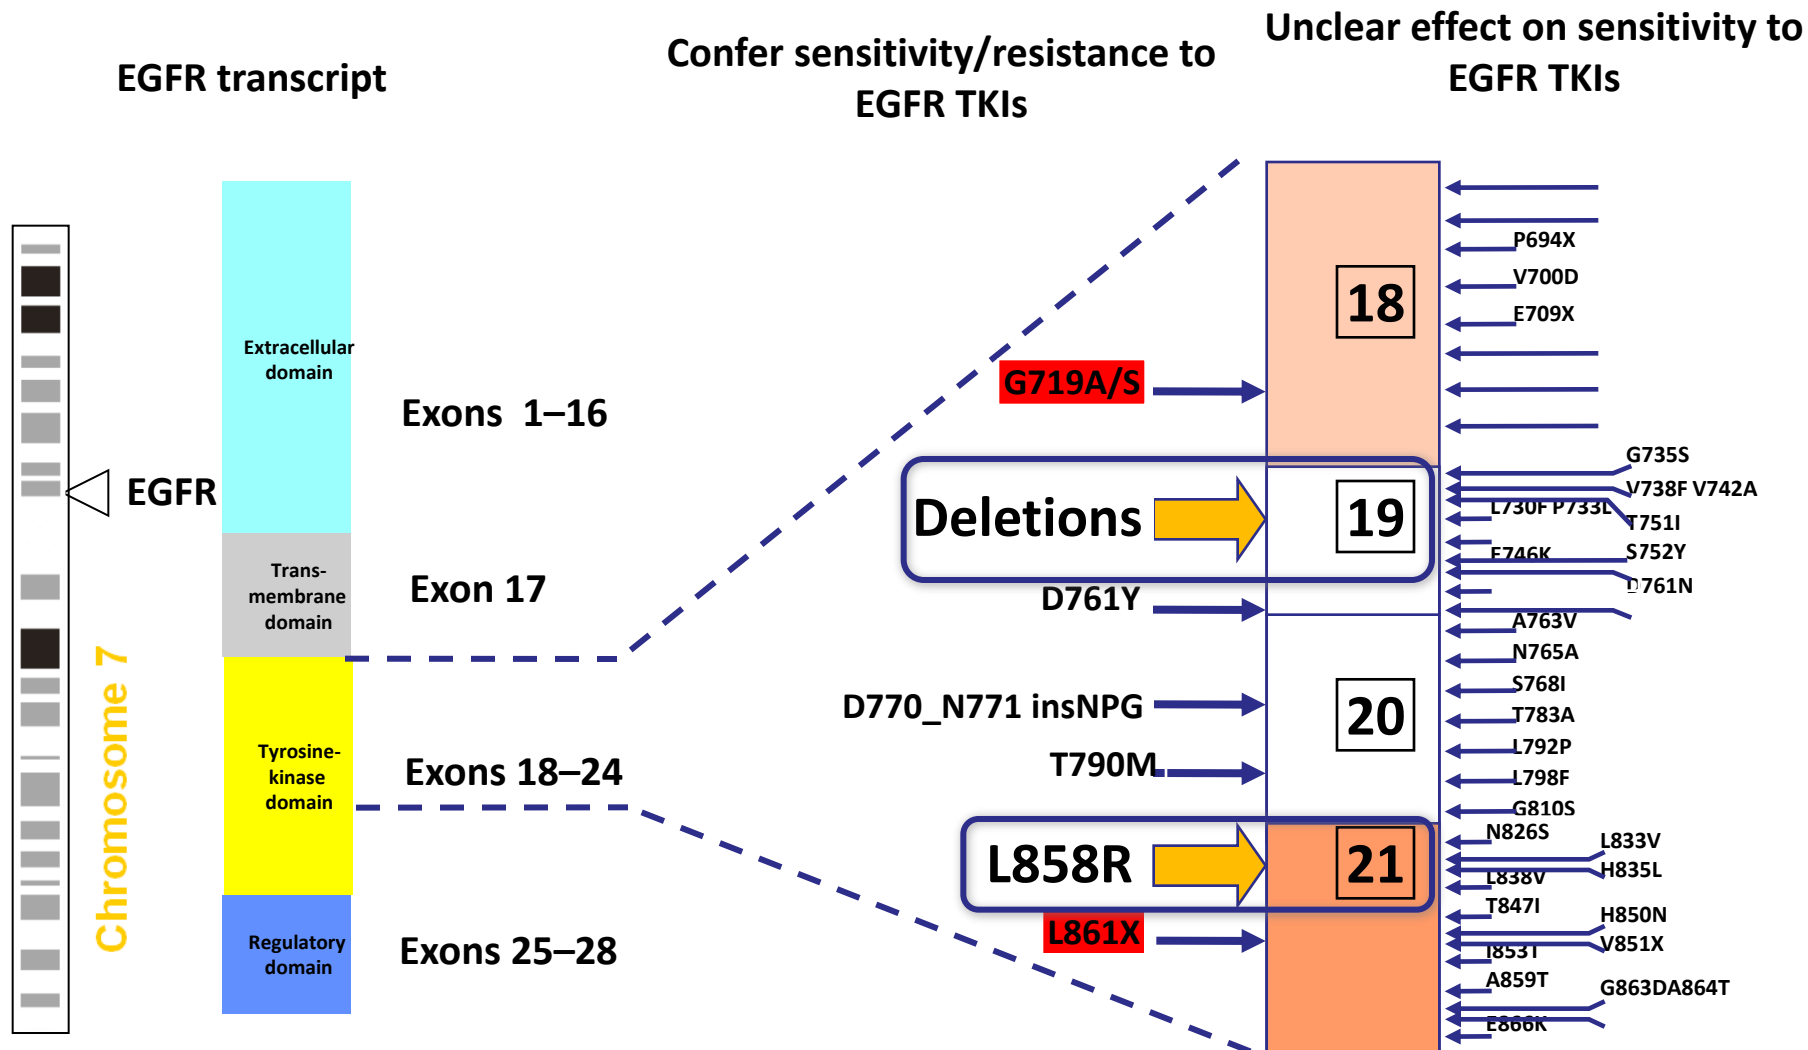 EGFR transcript
Confer sensitivity/resistance to
EGFR TKIs
Unclear effect on sensitivity to
EGFR TKIs
Chromosome 7
EGFR
Extracellular
domain
Exons 1–16
Trans-
membrane
domain
Exon 17
Tyrosine-
kinase
domain
Exons 18–24
Regulatory
domain
Exons 25–28
G719A/S
Deletions
D761Y
D770_N771 insNPG
T790M
L858R
L861X
18
19
20
21
P694X
V700D
E709X
G735S
V738F V742A
L730F P733L
T751I
E746K
S752Y
D761N
A763V
N765A
S768I
T783A
L792P
L798F
G810S
N826S
L833V
H835L
L838V
T847I
H850N
V851X
I853T
A859T
G863DA864T
E866K